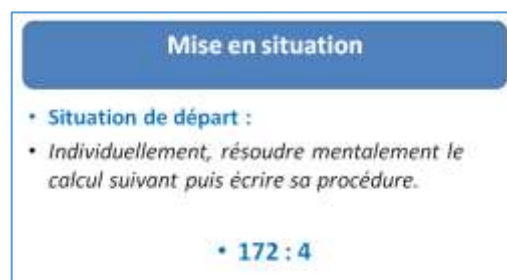 Mise en situation
• Situation de départ :
• Individuellement, résoudre mentalement le
calcul suivant puis écrire sa procédure.
• 172 : 4